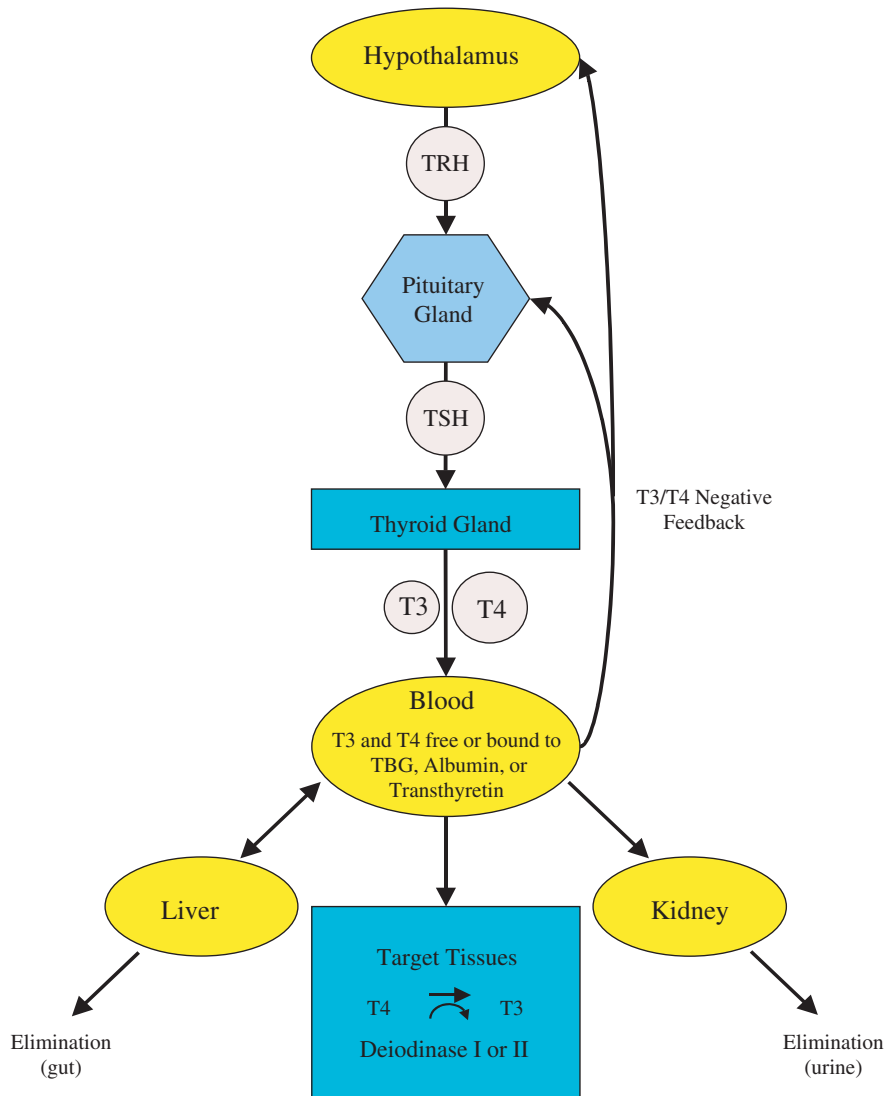 Hypothalamus
TRH
Pituitary
Gland
TSH
Thyroid Gland
T3/T4 Negative
Feedback
T3
T4
Blood
T3 and T4 free or bound to
TBG, Albumin, or
Transthyretin
Liver
Kidney
Target Tissues
T4
T3
Deiodinase I or II
Elimination
(gut)
Elimination
(urine)